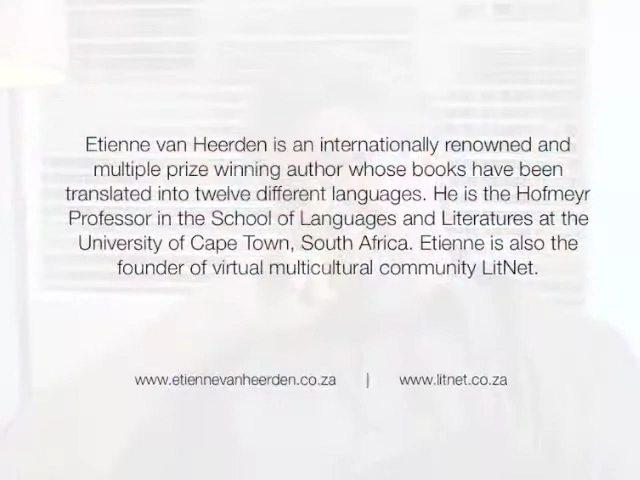 Etienne van Heerden is an internationally renowned and
multiple prize winning author whose books have been
translated into twelve different languages. He is the Hofmeyr
Professor in the School of Languages and Literatures at the
University of Cape Town, South Africa. Etienne is also the
founder of virtual multicultural community LitNet.
www.etiennevanheerden.co.za | www.litnet.co.za